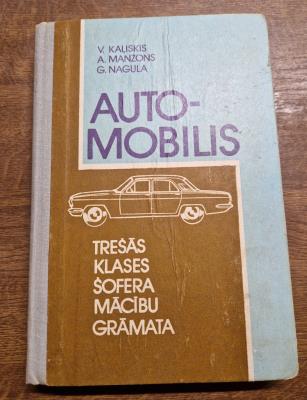 V. KALISKIS
A. MANZONS
G. NAGULA
AUTO-
MOBILIS
TREŠĀS
KLASES
ŠOFERA
MĀCĪBU
GRĀMATA